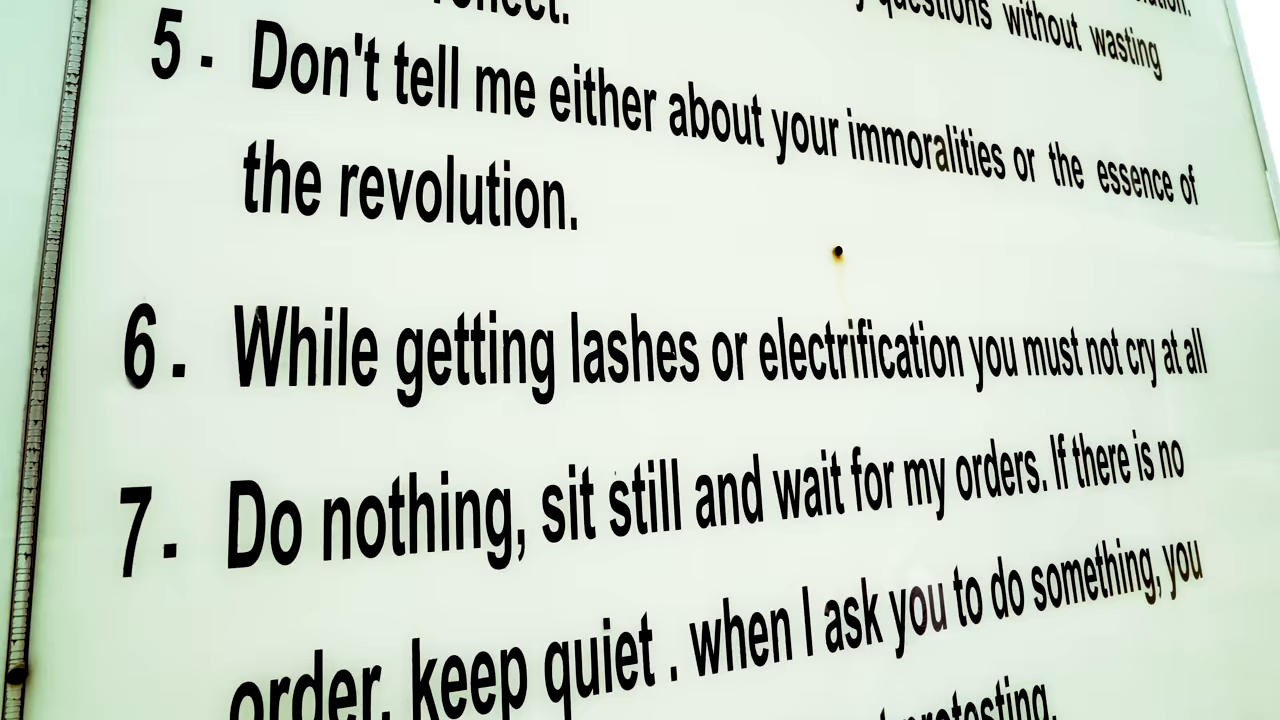 questions without wasting
5 - Don't tell me either about your immoralities or the essence of
the revolution.
6 - While getting lashes or electrification you must not cry at all
7 - Do nothing, sit still and wait for my orders. If there is no
order, keep quiet . when I ask you to do something, you
protesting.